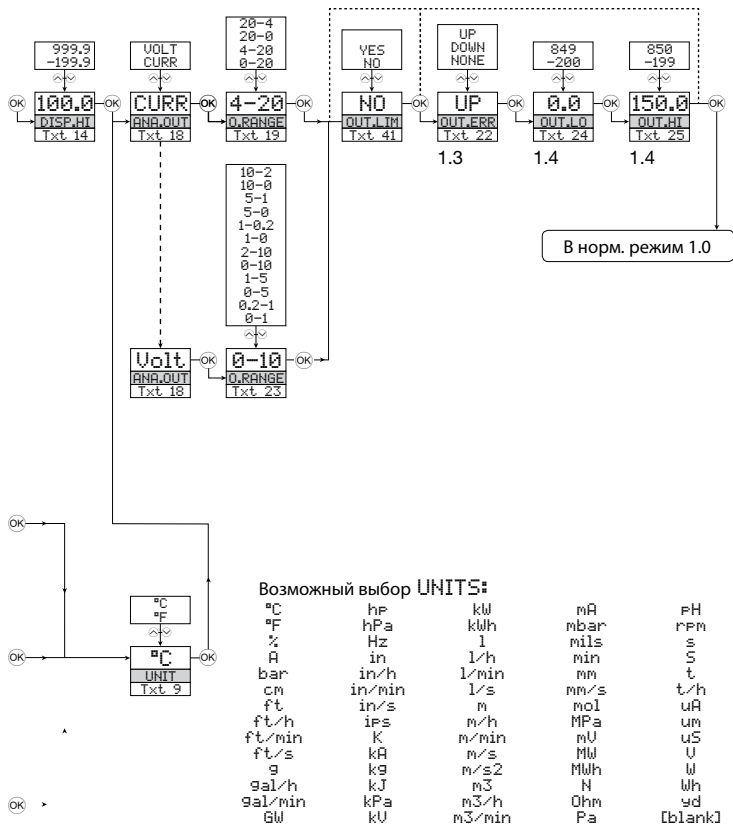 20-4
20-0
4-20
0-20
999.9
-199.9
VOLT
CURR
YES
NO
UP
DOWN
NONE
849
-200
850
-199
OK 100.0 OK CURR OK 4-20 OK NO OK UP OK 0.0 OK 150.0 OK
DISP.HI ANA.OUT O.RANGE OUT.LIM OUT.ERR OUT.LO OUT.HI
Txt 14 Txt 18 Txt 19 Txt 41 Txt 22 Txt 24 Txt 25
1.3 1.4 1.4
10-2
10-0
5-1
5-0
1-0.2
1-0
2-10
0-10
1-5
0-5
0.2-1
0-1
В норм. режим 1.0
Volt OK 0-10 OK
ANA.OUT O.RANGE
Txt 18 Txt 23
OK
°C
°F
OK °C OK
UNIT
Txt 9
OK
Возможный выбор UNITS:
°C hp kW mA pH
°F hPa kWh mbar rpm
% Hz l mils s
A in l/h min S
bar in/h l/min mm t
cm in/min l/s mm/s t/h
ft in/s m mol uA
ft/h ips m/h MPa um
ft/min K m/min mV uS
ft/s kA m/s MW V
g kg m/s2 MWh W
gal/h kJ m3 N Wh
gal/min kPa m3/h Ohm yd
GW kV m3/min Pa [blank]